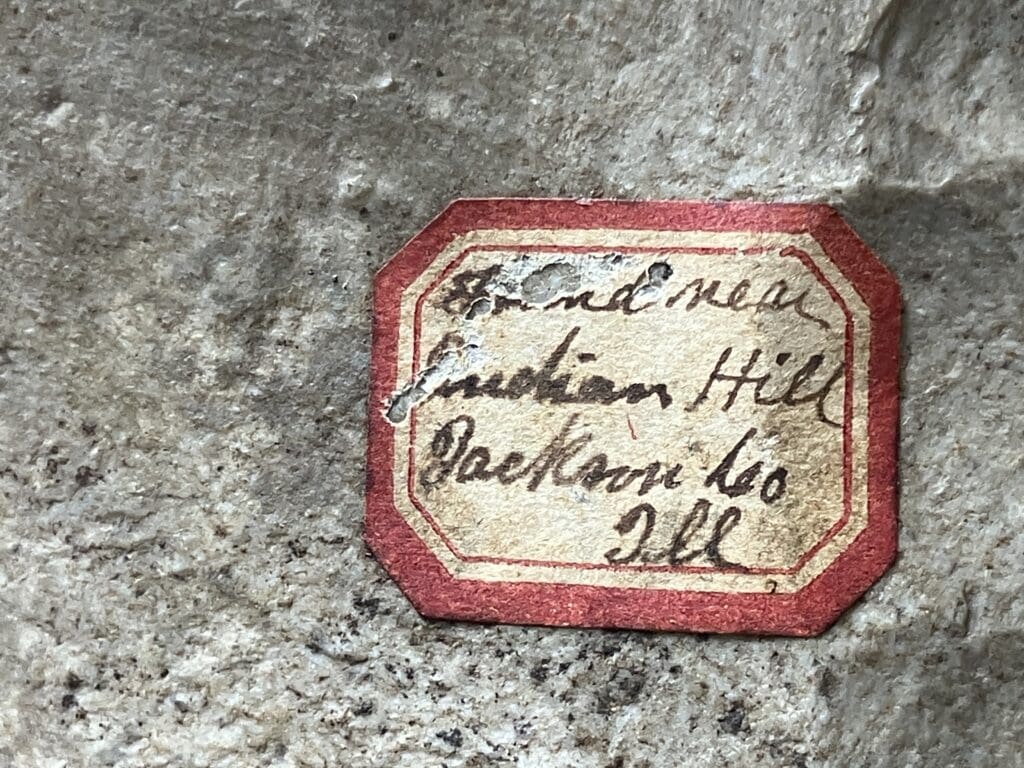 Found near
Indian Hill
Jackson Co
Ill